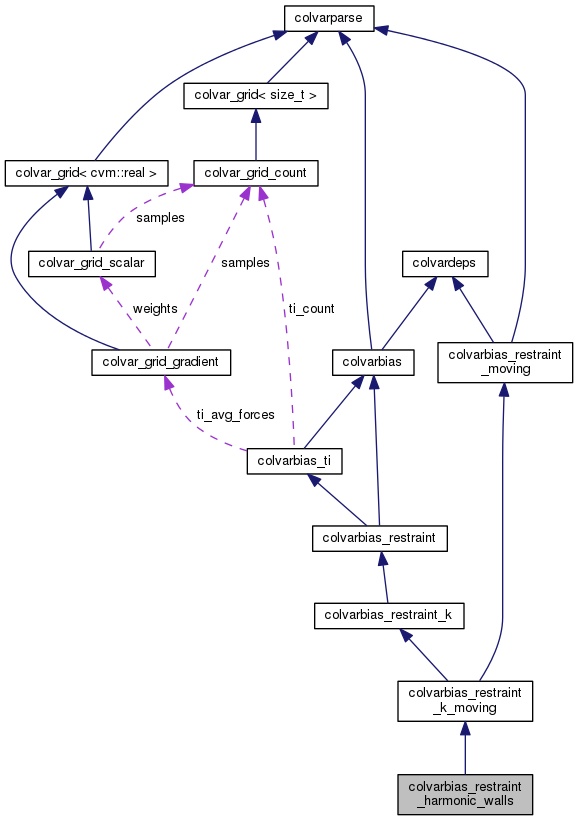 colvarparse
colvar_grid< size_t >
colvar_grid< cvm::real >
colvar_grid_count
samples
colvar_grid_scalar
samples
colvardeps
weights
ti_count
colvar_grid_gradient
colvarbias
colvarbias_restraint
_moving
ti_avg_forces
colvarbias_ti
colvarbias_restraint
colvarbias_restraint_k
colvarbias_restraint
_k_moving
colvarbias_restraint
_harmonic_walls